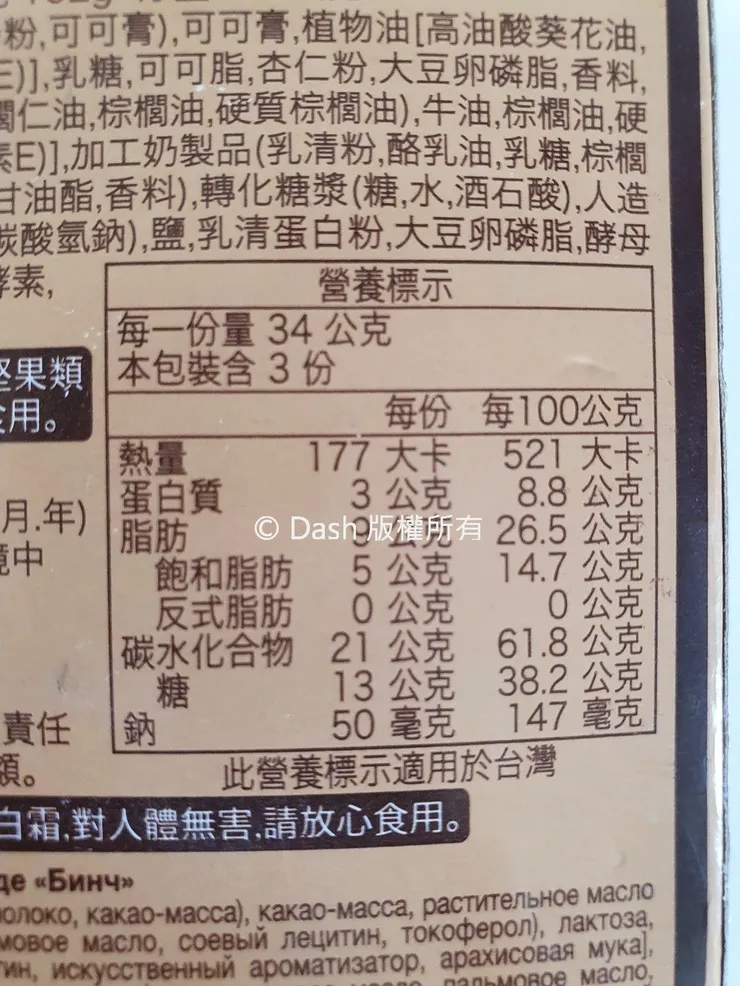 粉,可可膏),可可膏,植物油[高油酸葵花油,
E)],乳糖,可可脂,杏仁粉,大豆卵磷脂,香料,
櫚仁油,棕櫚油,硬質棕櫚油),牛油,棕櫚油,硬
素E)],加工奶製品(乳清粉,酪乳油,乳糖,棕櫚
甘油酯,香料),轉化糖漿(糖,水,酒石酸),人造
碳酸氫鈉),鹽,乳清蛋白粉,大豆卵磷脂,酵母
酵素,
營養標示
每一份量 34 公克
本包裝含 3 份
每份 每100公克
熱量 177 大卡 521 大卡
蛋白質 3 公克 8.8 公克
脂肪 9 公克 26.5 公克
飽和脂肪 5 公克 14.7 公克
反式脂肪 0 公克 0 公克
碳水化合物 21 公克 61.8 公克
糖 13 公克 38.2 公克
鈉 50 毫克 147 毫克
此營養標示適用於台灣
堅果類
食用。
月.年)
境中
© Dash 版權所有
責任
額。
白霜,對人體無害,請放心食用。
де «Бинч»
молоко, какао-масса), какао-масса, растительное масло
мовое масло, соевый лецитин, токоферол), лактоза,
тин, искусственный ароматизатор, арахисовая мука],
масло, пальмовое масло,